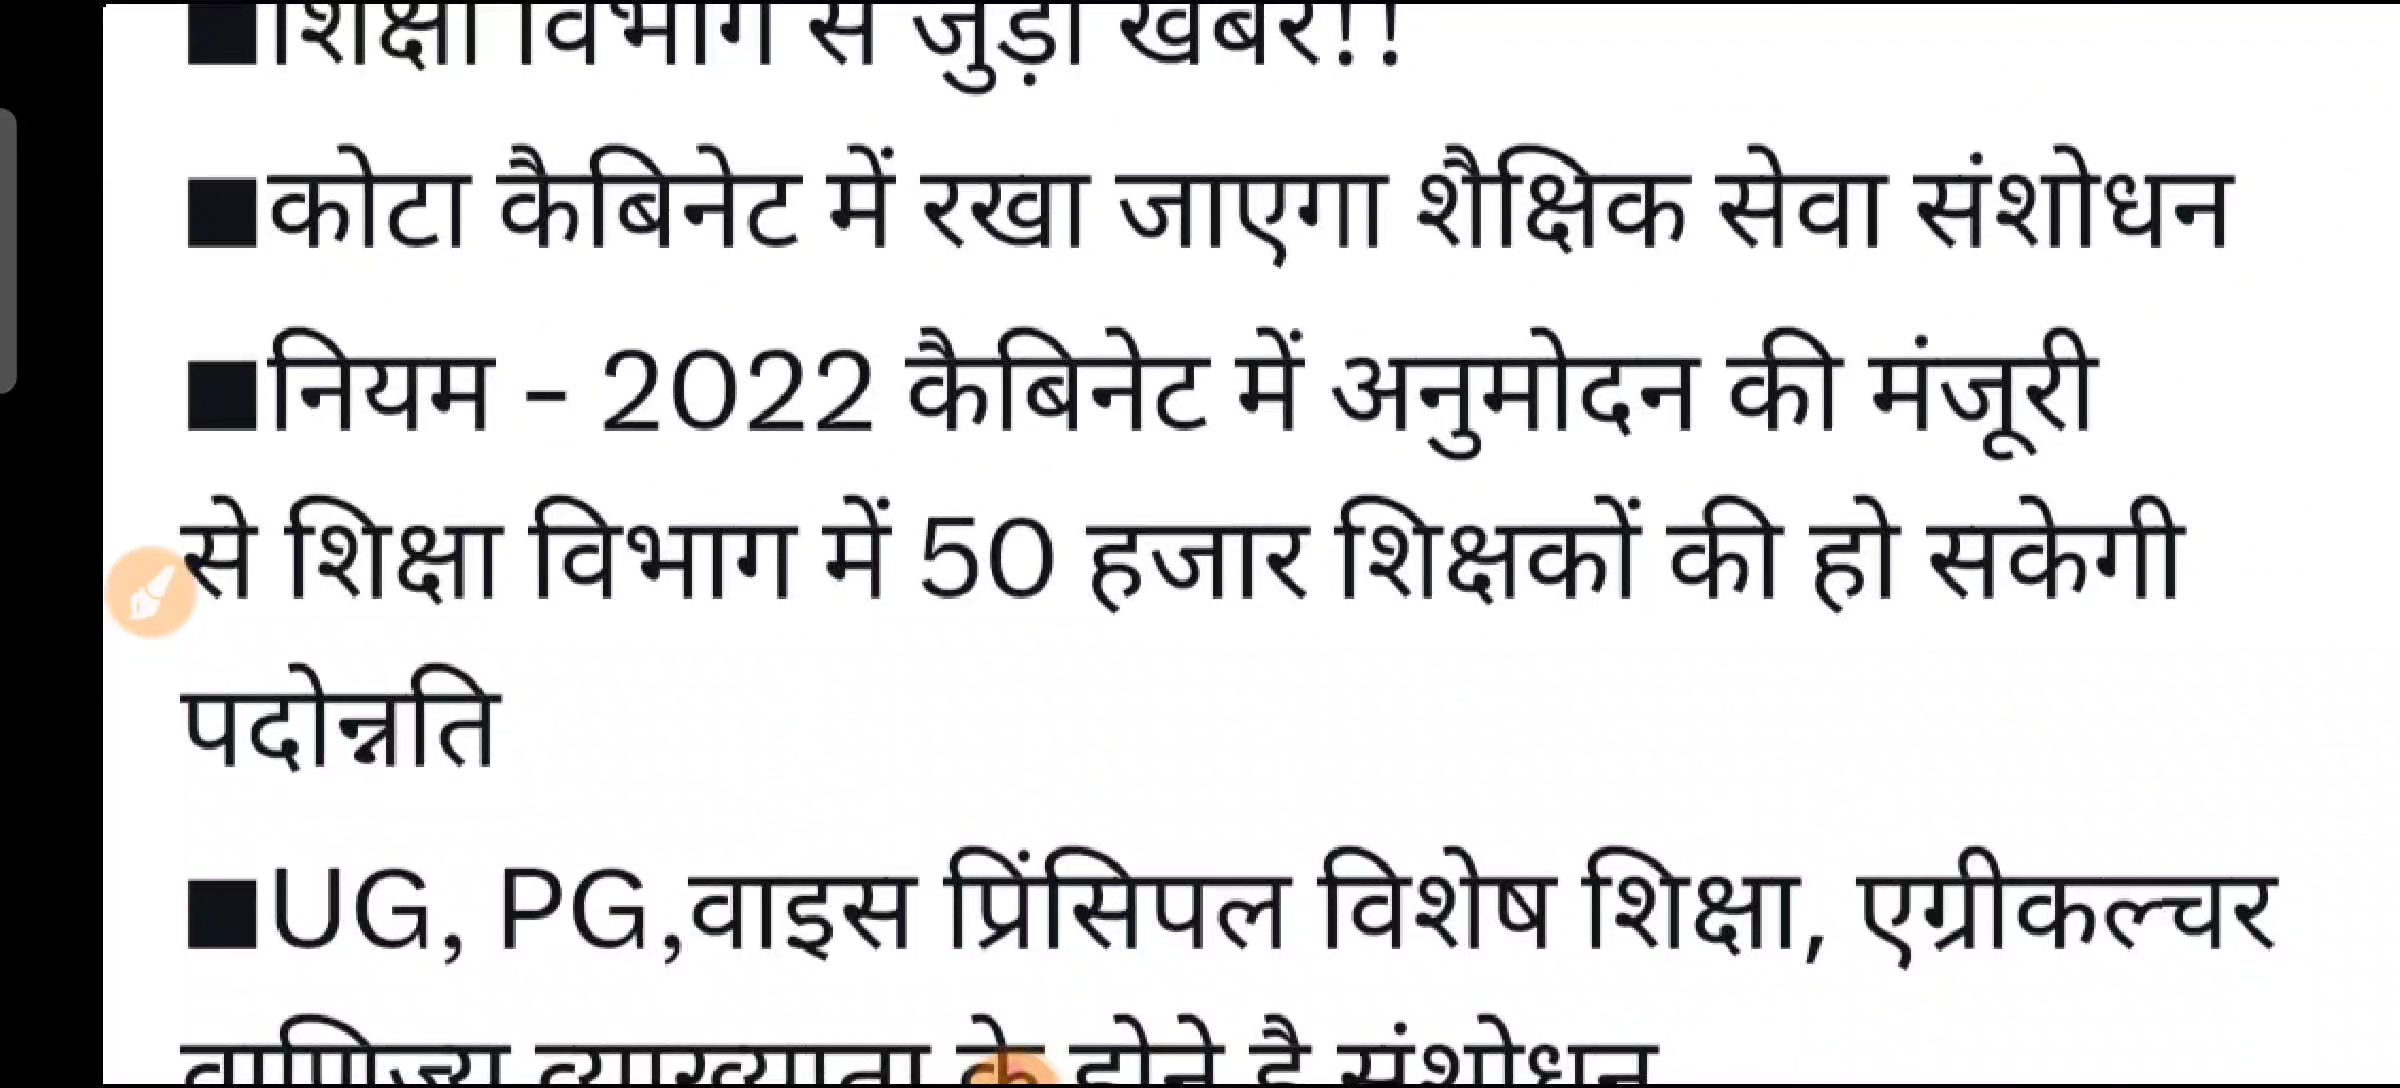 ■शिक्षा विभाग से जुड़ी खबर!!
■कोटा कैबिनेट में रखा जाएगा शैक्षिक सेवा संशोधन
■नियम - 2022 कैबिनेट में अनुमोदन की मंजूरी
से शिक्षा विभाग में 50 हजार शिक्षकों की हो सकेगी
पदोन्नति
■UG, PG,वाइस प्रिंसिपल विशेष शिक्षा, एग्रीकल्चर
वाणिज्य व्याख्याता के होने है संशोधन